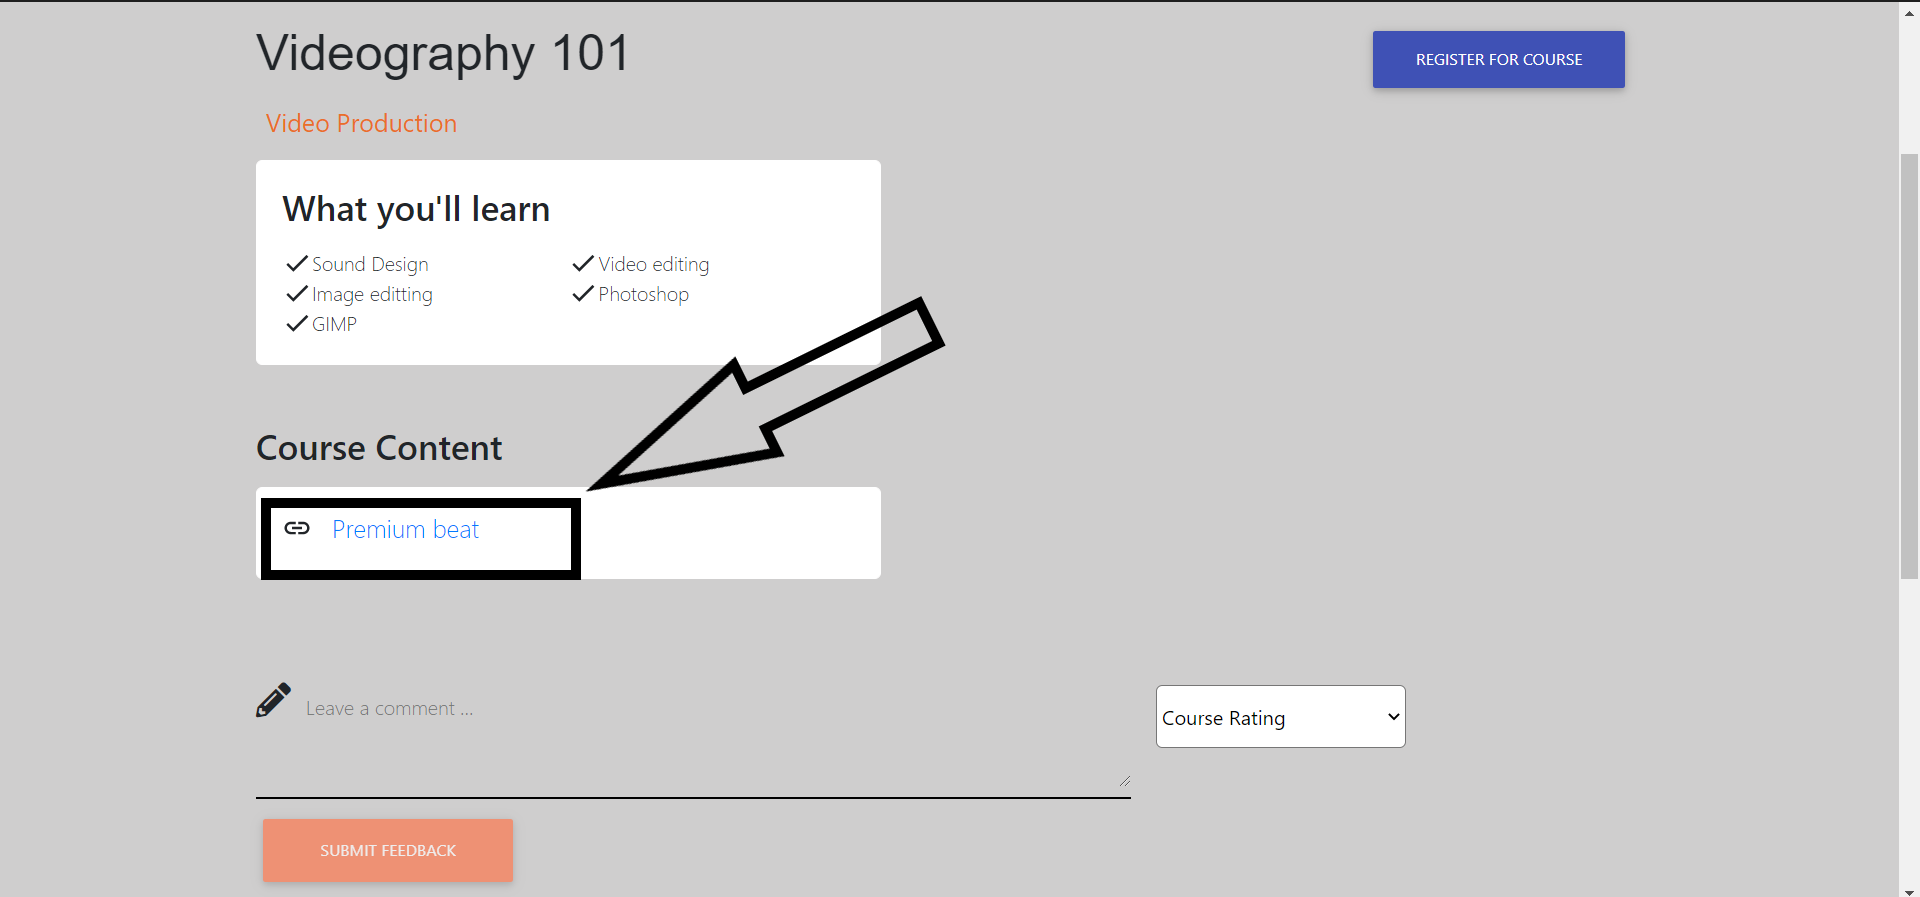 Videography 101
REGISTER FOR COURSE
Video Production
What you'll learn
Sound Design
Video editing
Image editting
Photoshop
GIMP
Course Content
Premium beat
Leave a comment ...
Course Rating
SUBMIT FEEDBACK